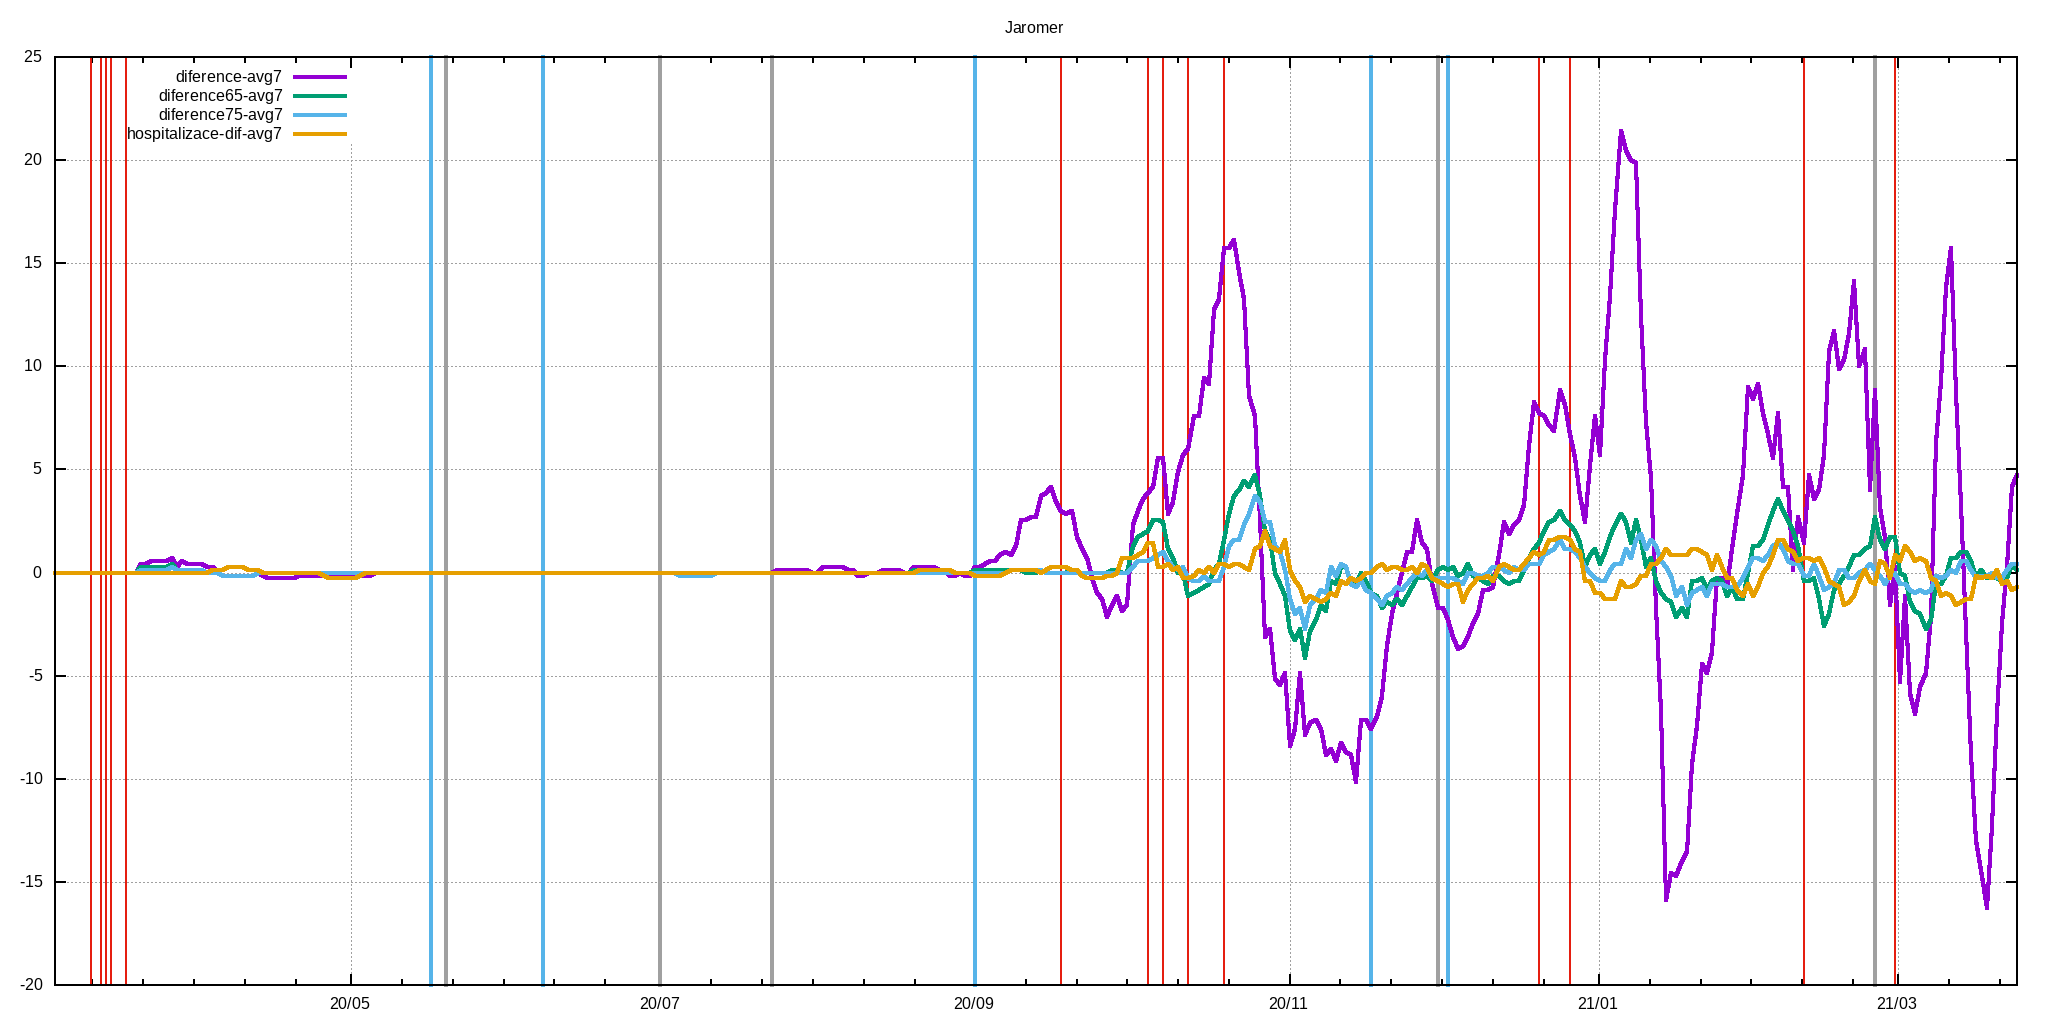 Jaromer
diference-avg7
diference65-avg7
diference75-avg7
hospitalizace-dif-avg7
25
20
15
10
5
0
-5
-10
-15
-20
20/05 20/07 20/09 20/11 21/01 21/03